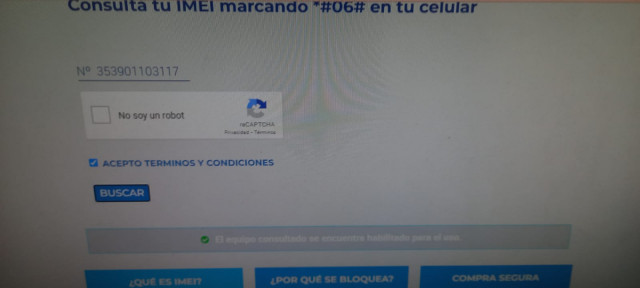 Consulta tu IMEI marcando *#06# en tu celular
Nº 353901103117
No soy un robot
reCAPTCHA
Privacidad - Términos
ACEPTO TERMINOS Y CONDICIONES
BUSCAR
El equipo consultado se encuentra habilitado para el uso.
¿QUÉ ES IMEI?
¿POR QUÉ SE BLOQUEA?
COMPRA SEGURA